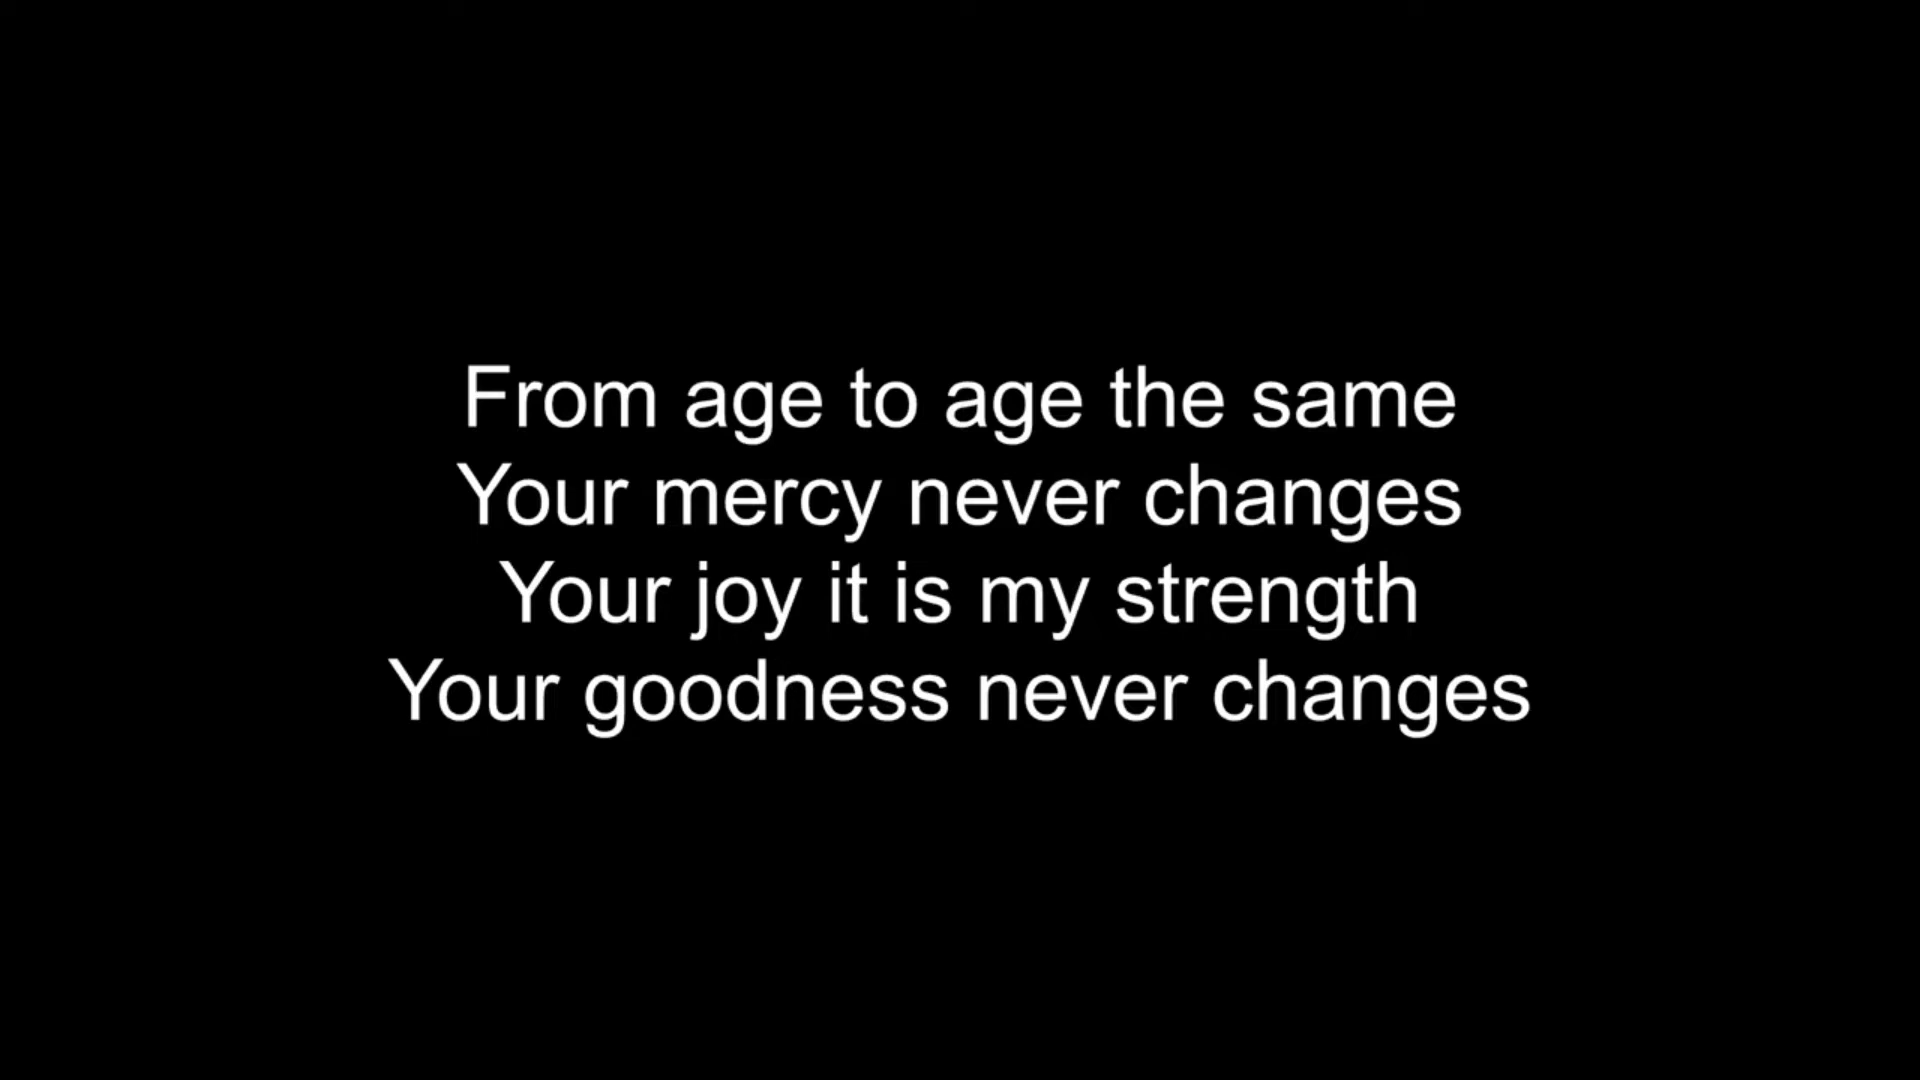 From age to age the same
Your mercy never changes
Your joy it is my strength
Your goodness never changes